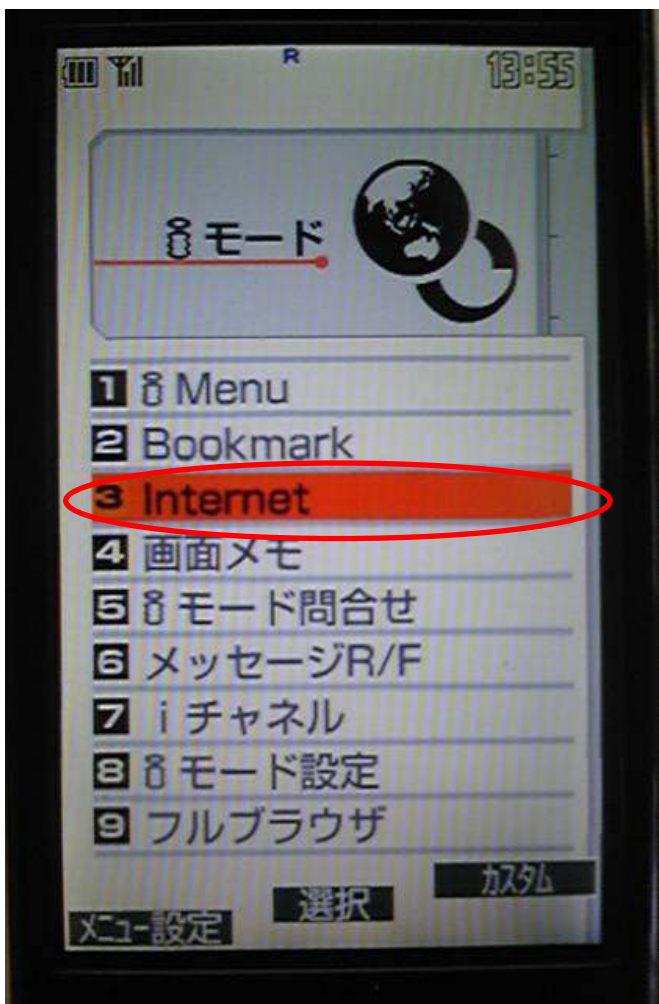 R 13:55
iモード
1 i Menu
2 Bookmark
3 Internet
4 画面メモ
5 iモード問合せ
6 メッセージR/F
7 iチャネル
8 iモード設定
9 フルブラウザ
カスタム
選択
メニュー設定